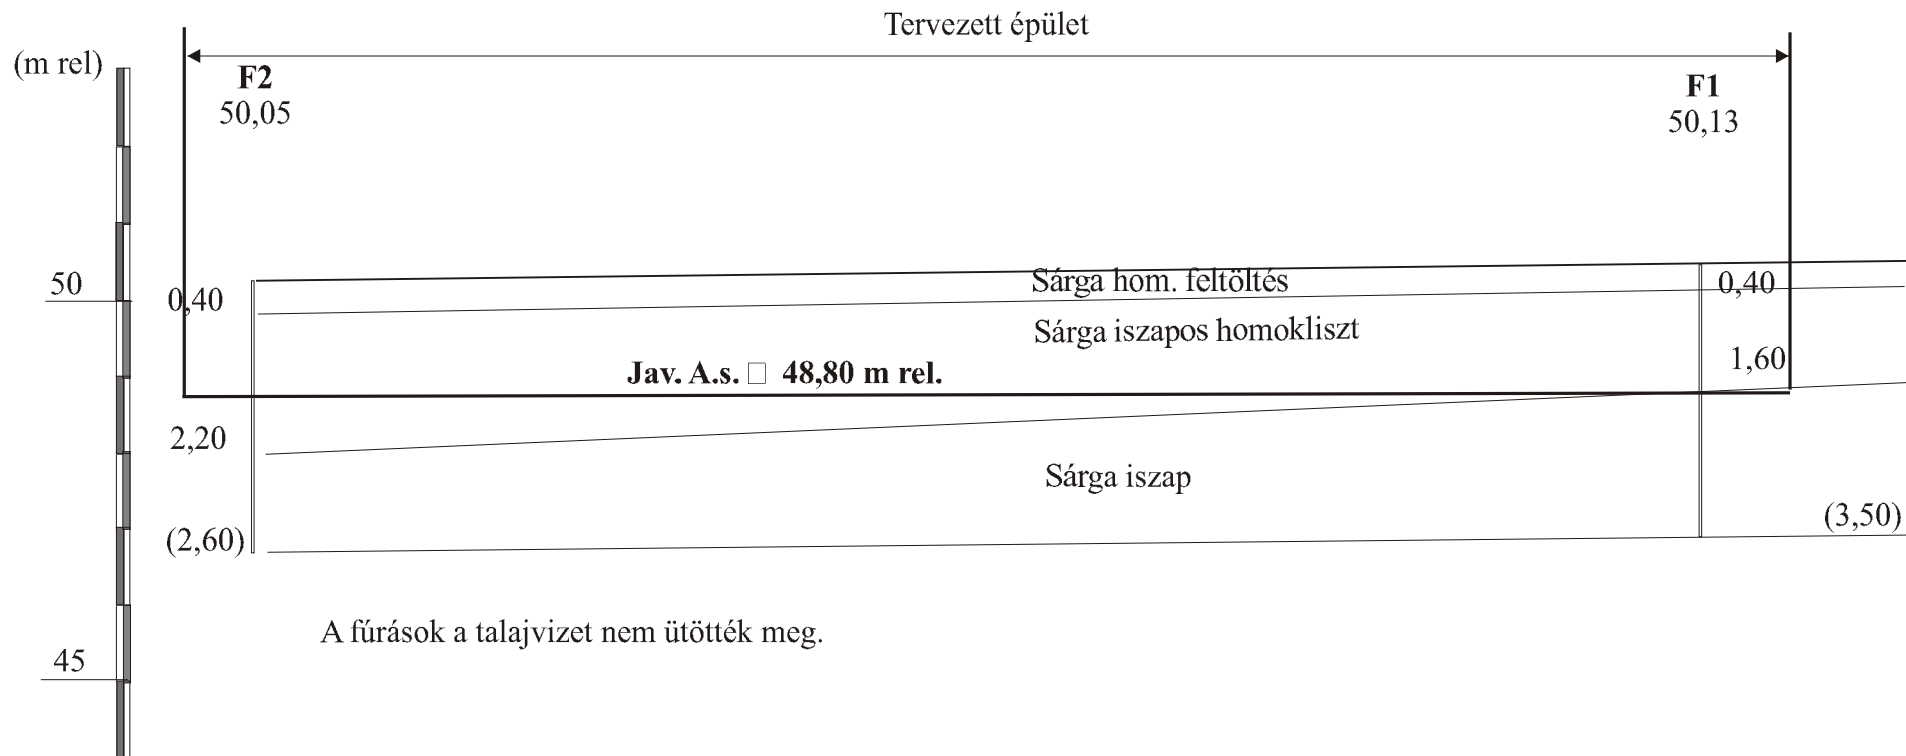 Tervezett épület
(m rel)
F2
50,05
F1
50,13
50
0,40
Sárga hom. feltöltés
0,40
Sárga iszapos homokliszt
1,60
Jav. A.s. □ 48,80 m rel.
2,20
Sárga iszap
(2,60)
(3,50)
A fúrások a talajvizet nem ütötték meg.
45